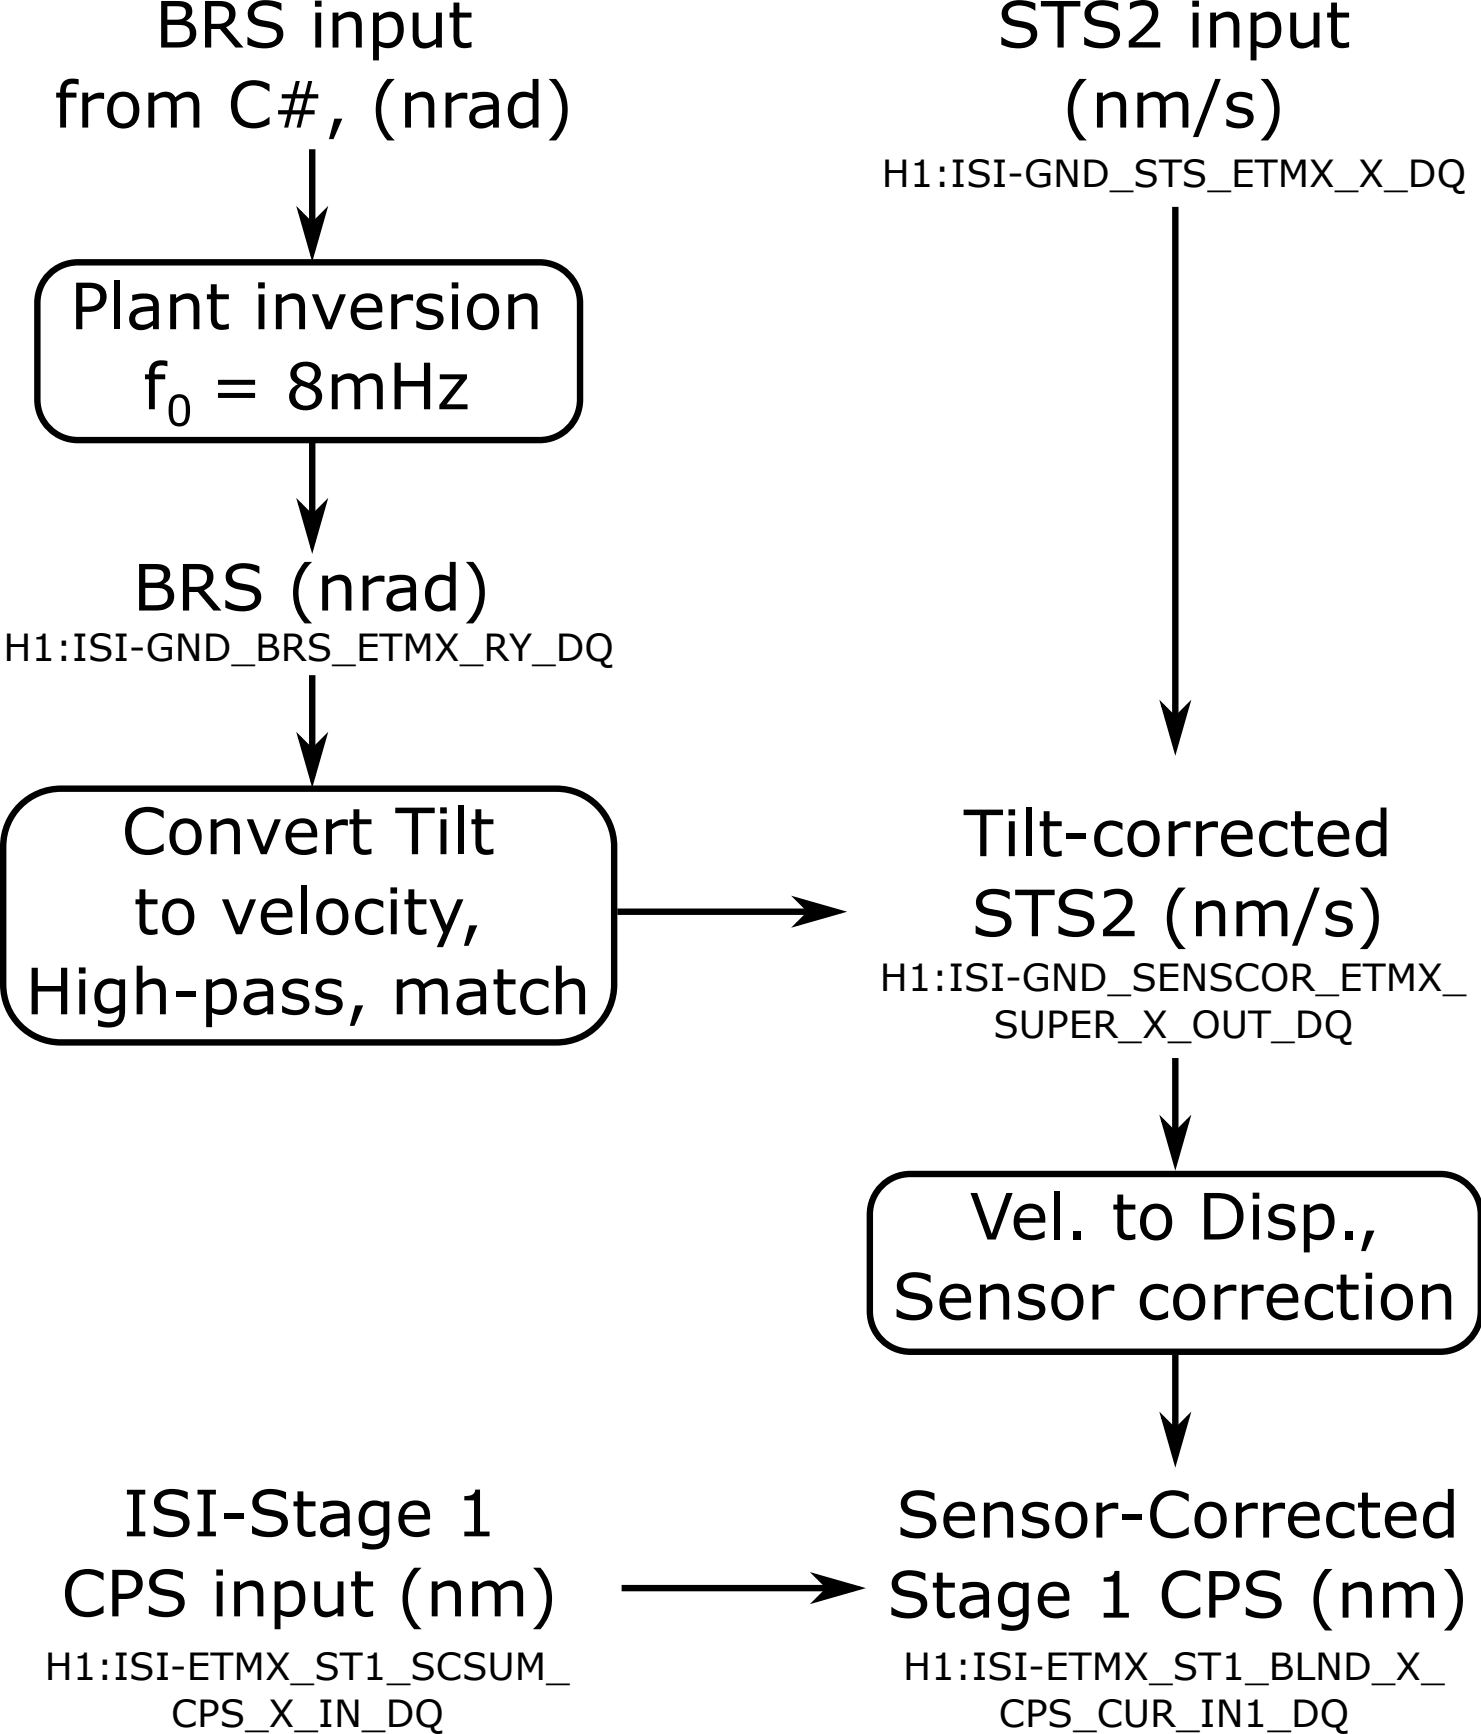 BRS input
from C#, (nrad)
STS2 input
(nm/s)
H1:ISI-GND_STS_ETMX_X_DQ
Plant inversion
f₀ = 8mHz
BRS (nrad)
H1:ISI-GND_BRS_ETMX_RY_DQ
Convert Tilt
to velocity,
High-pass, match
Tilt-corrected
STS2 (nm/s)
H1:ISI-GND_SENSCOR_ETMX_
SUPER_X_OUT_DQ
Vel. to Disp.,
Sensor correction
ISI-Stage 1
CPS input (nm)
H1:ISI-ETMX_ST1_SCSUM_
CPS_X_IN_DQ
Sensor-Corrected
Stage 1 CPS (nm)
H1:ISI-ETMX_ST1_BLND_X_
CPS_CUR_IN1_DQ